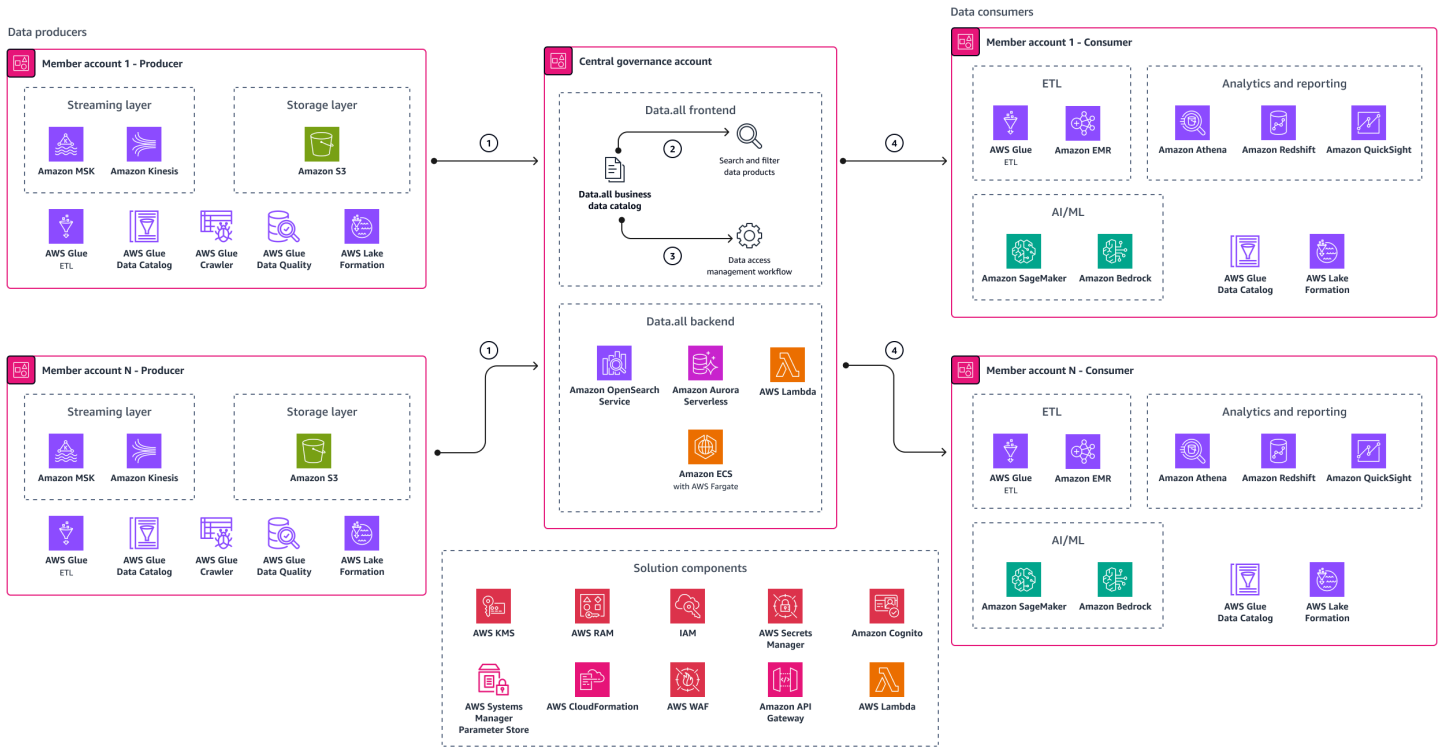 Data producers
Member account 1 - Producer
Streaming layer
Amazon MSK
Amazon Kinesis
Storage layer
Amazon S3
AWS Glue
ETL
AWS Glue
Data Catalog
AWS Glue
Crawler
AWS Glue
Data Quality
AWS Lake
Formation
Member account N - Producer
Streaming layer
Amazon MSK
Amazon Kinesis
Storage layer
Amazon S3
AWS Glue
ETL
AWS Glue
Data Catalog
AWS Glue
Crawler
AWS Glue
Data Quality
AWS Lake
Formation
1
1
Central governance account
Data.all frontend
2
Search and filter
data products
Data.all business
data catalog
3
Data access
management workflow
Data.all backend
Amazon OpenSearch
Service
Amazon Aurora
Serverless
AWS Lambda
Amazon ECS
with AWS Fargate
4
4
Data consumers
Member account 1 - Consumer
ETL
AWS Glue
ETL
Amazon EMR
Analytics and reporting
Amazon Athena
Amazon Redshift
Amazon QuickSight
AI/ML
Amazon SageMaker
Amazon Bedrock
AWS Glue
Data Catalog
AWS Lake
Formation
Member account N - Consumer
ETL
AWS Glue
ETL
Amazon EMR
Analytics and reporting
Amazon Athena
Amazon Redshift
Amazon QuickSight
AI/ML
Amazon SageMaker
Amazon Bedrock
AWS Glue
Data Catalog
AWS Lake
Formation
Solution components
AWS KMS
AWS RAM
IAM
AWS Secrets
Manager
Amazon Cognito
AWS Systems
Manager
Parameter Store
AWS CloudFormation
AWS WAF
Amazon API
Gateway
AWS Lambda